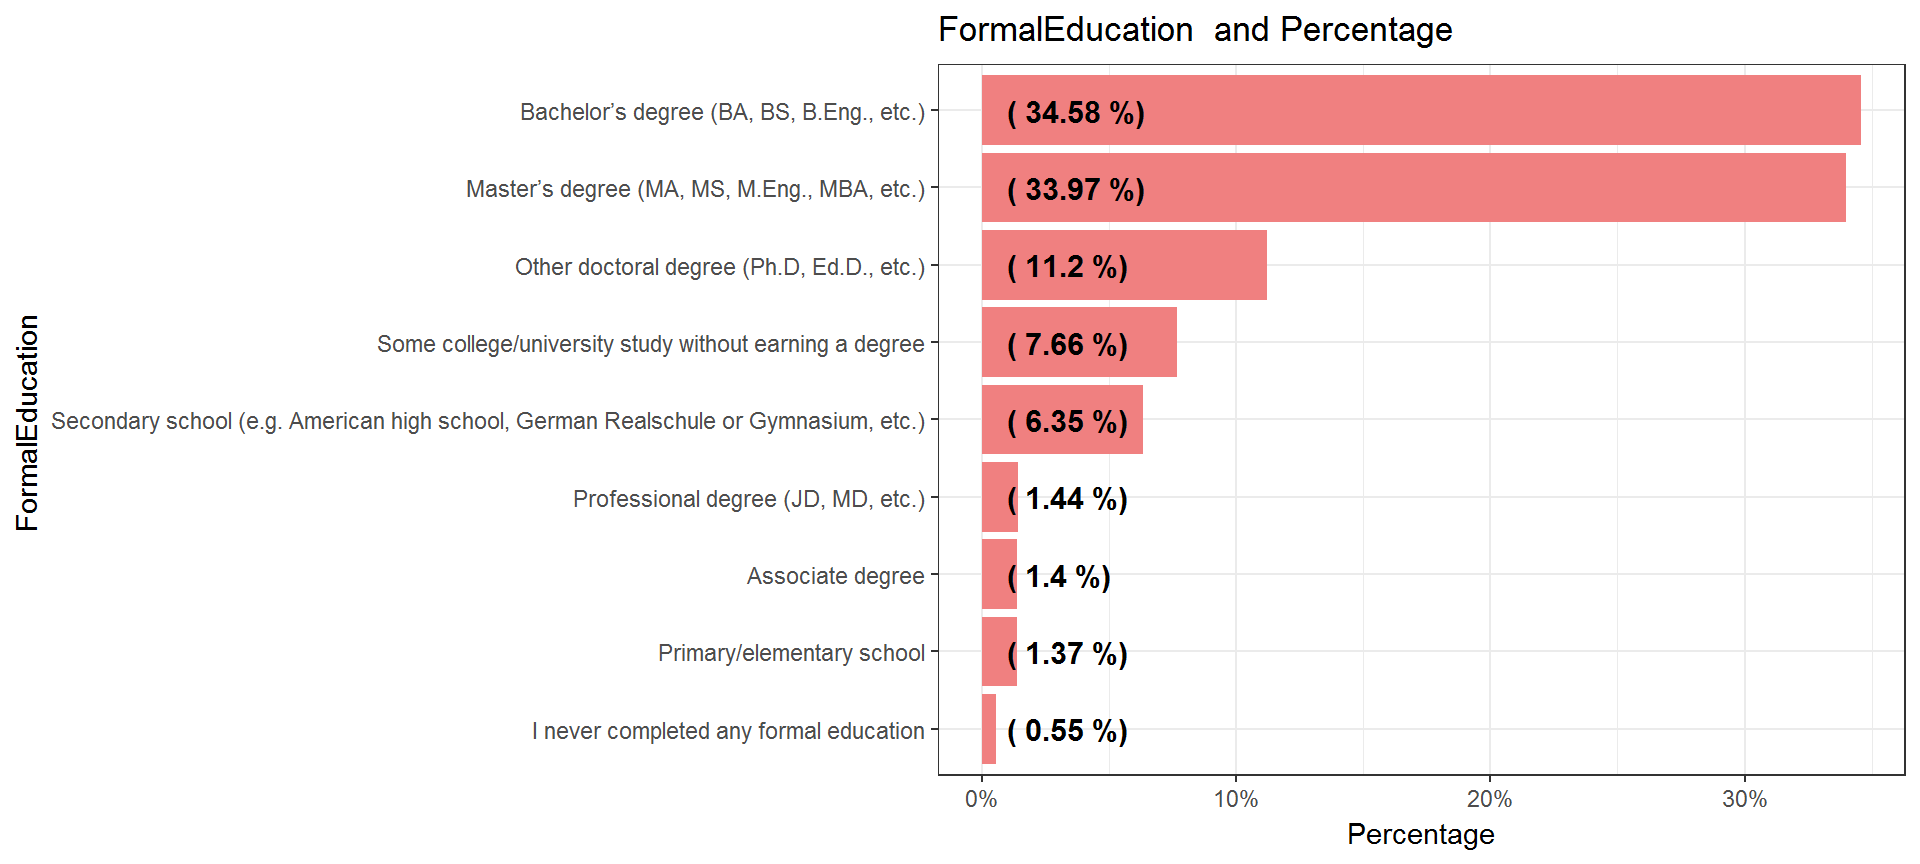 FormalEducation  and Percentage
Bachelor’s degree (BA, BS, B.Eng., etc.) ( 34.58 %)
Master’s degree (MA, MS, M.Eng., MBA, etc.) ( 33.97 %)
Other doctoral degree (Ph.D, Ed.D., etc.) ( 11.2 %)
Some college/university study without earning a degree ( 7.66 %)
Secondary school (e.g. American high school, German Realschule or Gymnasium, etc.) ( 6.35 %)
Professional degree (JD, MD, etc.) ( 1.44 %)
Associate degree ( 1.4 %)
Primary/elementary school ( 1.37 %)
I never completed any formal education ( 0.55 %)
FormalEducation
0% 10% 20% 30%
Percentage